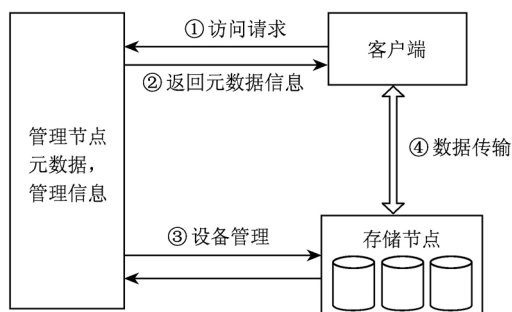 ①访问请求
客户端
②返回元数据信息
管理节点
元数据，
管理信息
④数据传输
③设备管理
存储节点